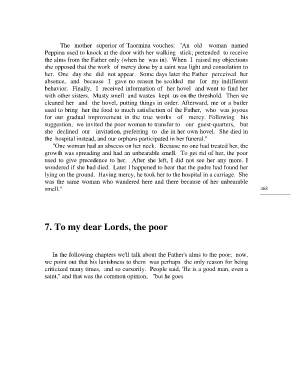 The mother superior of Taormina vouches: "An old woman named
Peppina used to knock at the door with her walking stick; pretended to receive
the alms from the Father only (when he was in). When I raised my objections
she opposed that the work of mercy done by a saint was light and consolation to
her. One day she did not appear. Some days later the Father perceived her
absence, and because I gave no reason he scolded me for my indifferent
behavior. Finally, I received information of her hovel and went to find her
with other sisters. Musty smell and wastes kept us on the threshold. Then we
cleaned her and the hovel, putting things in order. Afterward, me or a butler
used to bring her the food to much satisfaction of the Father, who was joyous
for our gradual improvement in the true works of mercy. Following his
suggestion, we invited the poor woman to transfer to our guest-quarters, but
she declined our invitation, preferring to die in her own hovel. She died in
the hospital instead, and our orphans participated in her funeral."
"One woman had an abscess on her neck. Because no one had treated her, the
growth was spreading and had an unbearable smell. To get rid of her, the poor
used to give precedence to her. After she left, I did not see her any more. I
wondered if she died. Later I happened to hear that the padre had found her
lying on the ground. Having mercy, he took her to the hospital in a carriage. She
was the same woman who wandered here and there because of her unbearable
smell."
7. To my dear Lords, the poor
In the following chapters we'll talk about the Father's alms to the poor; now,
we point out that his lavishness to them was perhaps the only reason for being
criticized many times, and so cursorily. People said, 'He is a good man, even a
saint," and that was the common opinion, "but he goes